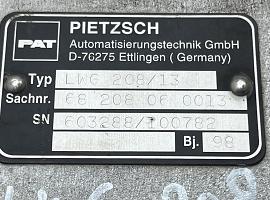 PIETZSCH
PAT
Automatisierungstechnik GmbH
D-76275 Ettlingen ( Germany)
Typ LWG 208/13
Sachnr. 68 208 06 0013
SN 603288/100782
Bj. 98